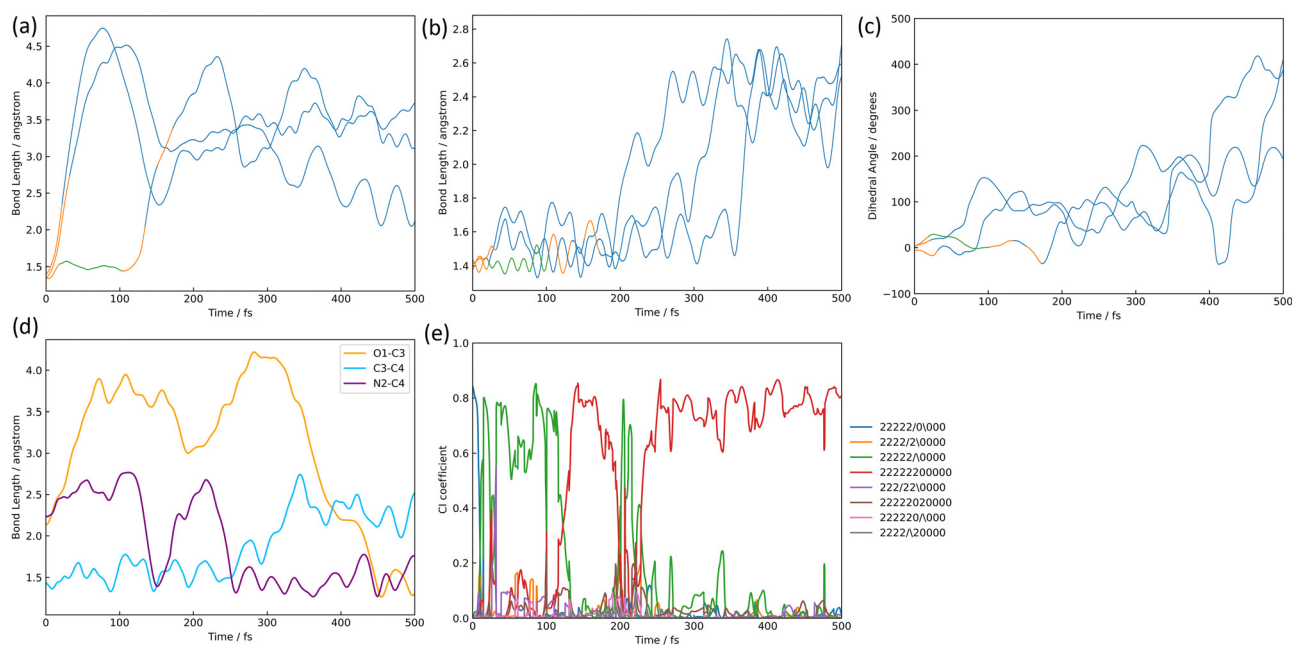 (a)
4.5
4.0
3.5
3.0
2.5
2.0
1.5
Bond Length / angstrom
0 100 200 300 400 500
Time / fs
(b)
2.8
2.6
2.4
2.2
2.0
1.8
1.6
1.4
Bond Length / angstrom
0 100 200 300 400 500
Time / fs
(c)
500
400
300
200
100
0
−100
Dihedral Angle / degrees
0 100 200 300 400 500
Time / fs
(d)
4.0
3.5
3.0
2.5
2.0
1.5
Bond Length / angstrom
O1-C3
C3-C4
N2-C4
0 100 200 300 400 500
Time / fs
(e)
1.0
0.8
0.6
0.4
0.2
0.0
CI coefficient
0 100 200 300 400 500
Time / fs
22222/0\000
2222/2\0000
22222/\0000
22222200000
222/22\0000
22222020000
222220/\000
2222/\20000